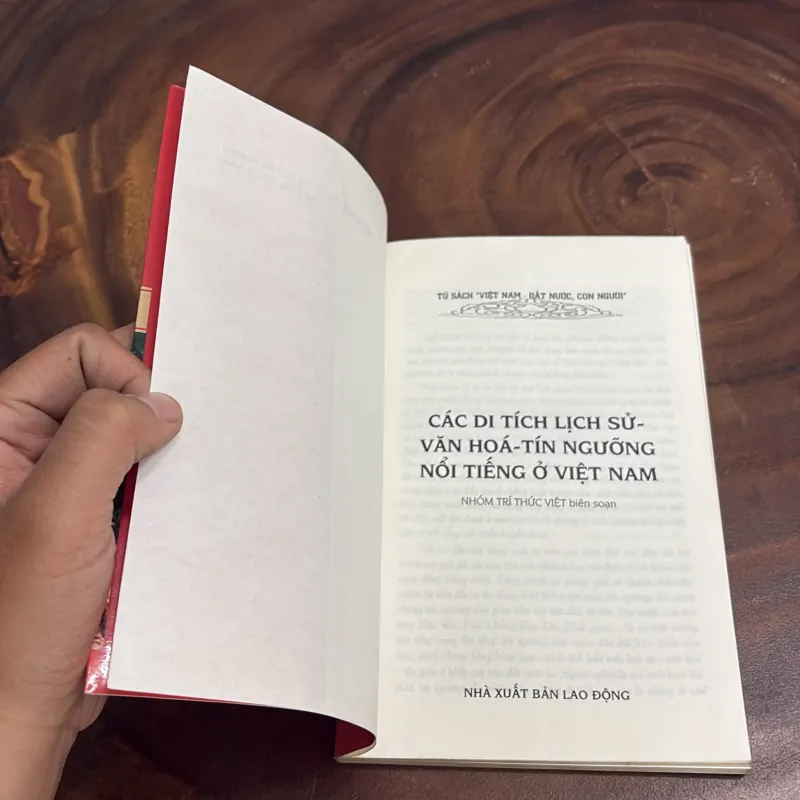 TỦ SÁCH "VIỆT NAM - ĐẤT NƯỚC, CON NGƯỜI"
CÁC DI TÍCH LỊCH SỬ-
VĂN HOÁ-TÍN NGƯỠNG
NỔI TIẾNG Ở VIỆT NAM
NHÓM TRÍ THỨC VIỆT biên soạn
NHÀ XUẤT BẢN LAO ĐỘNG